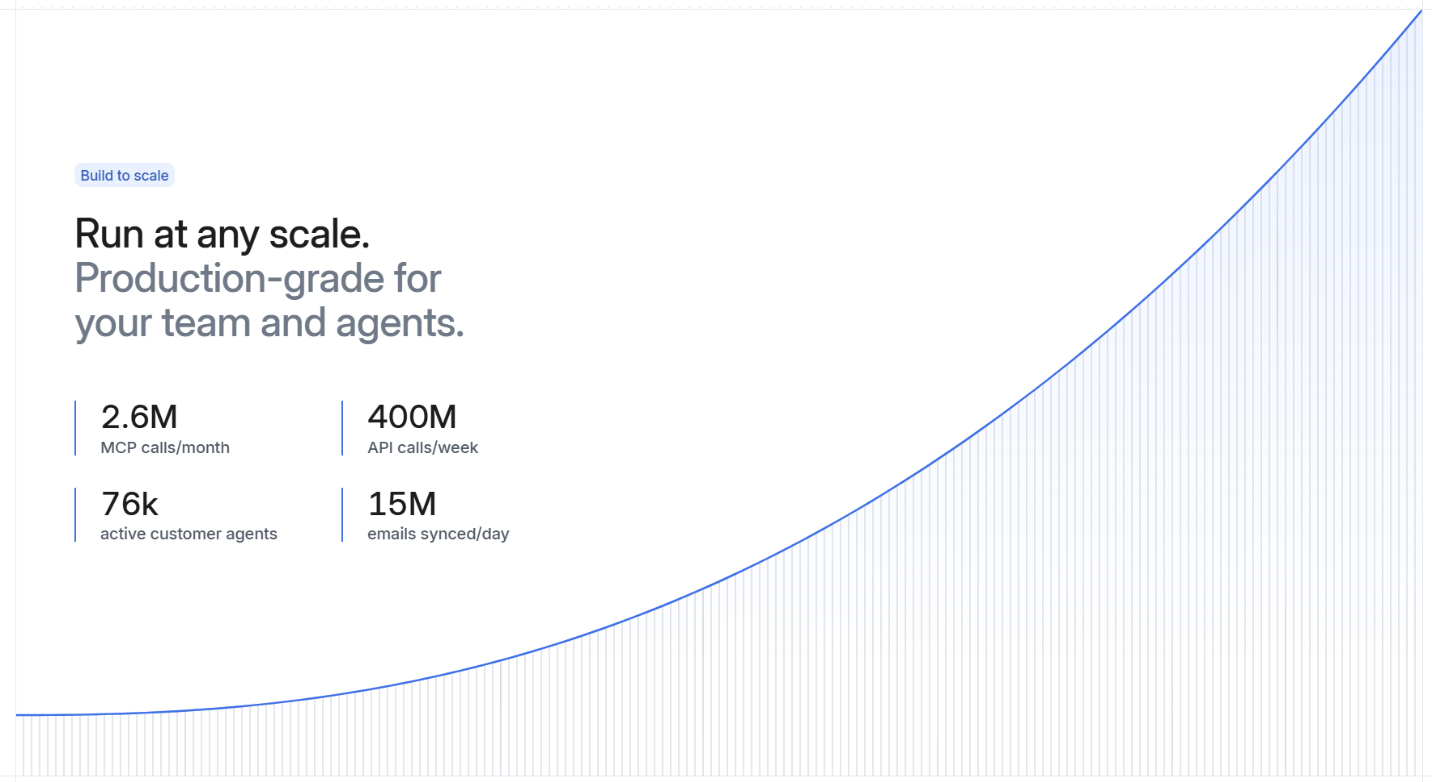 Build to scale
Run at any scale.
Production-grade for
your team and agents.
2.6M
MCP calls/month
400M
API calls/week
76k
active customer agents
15M
emails synced/day